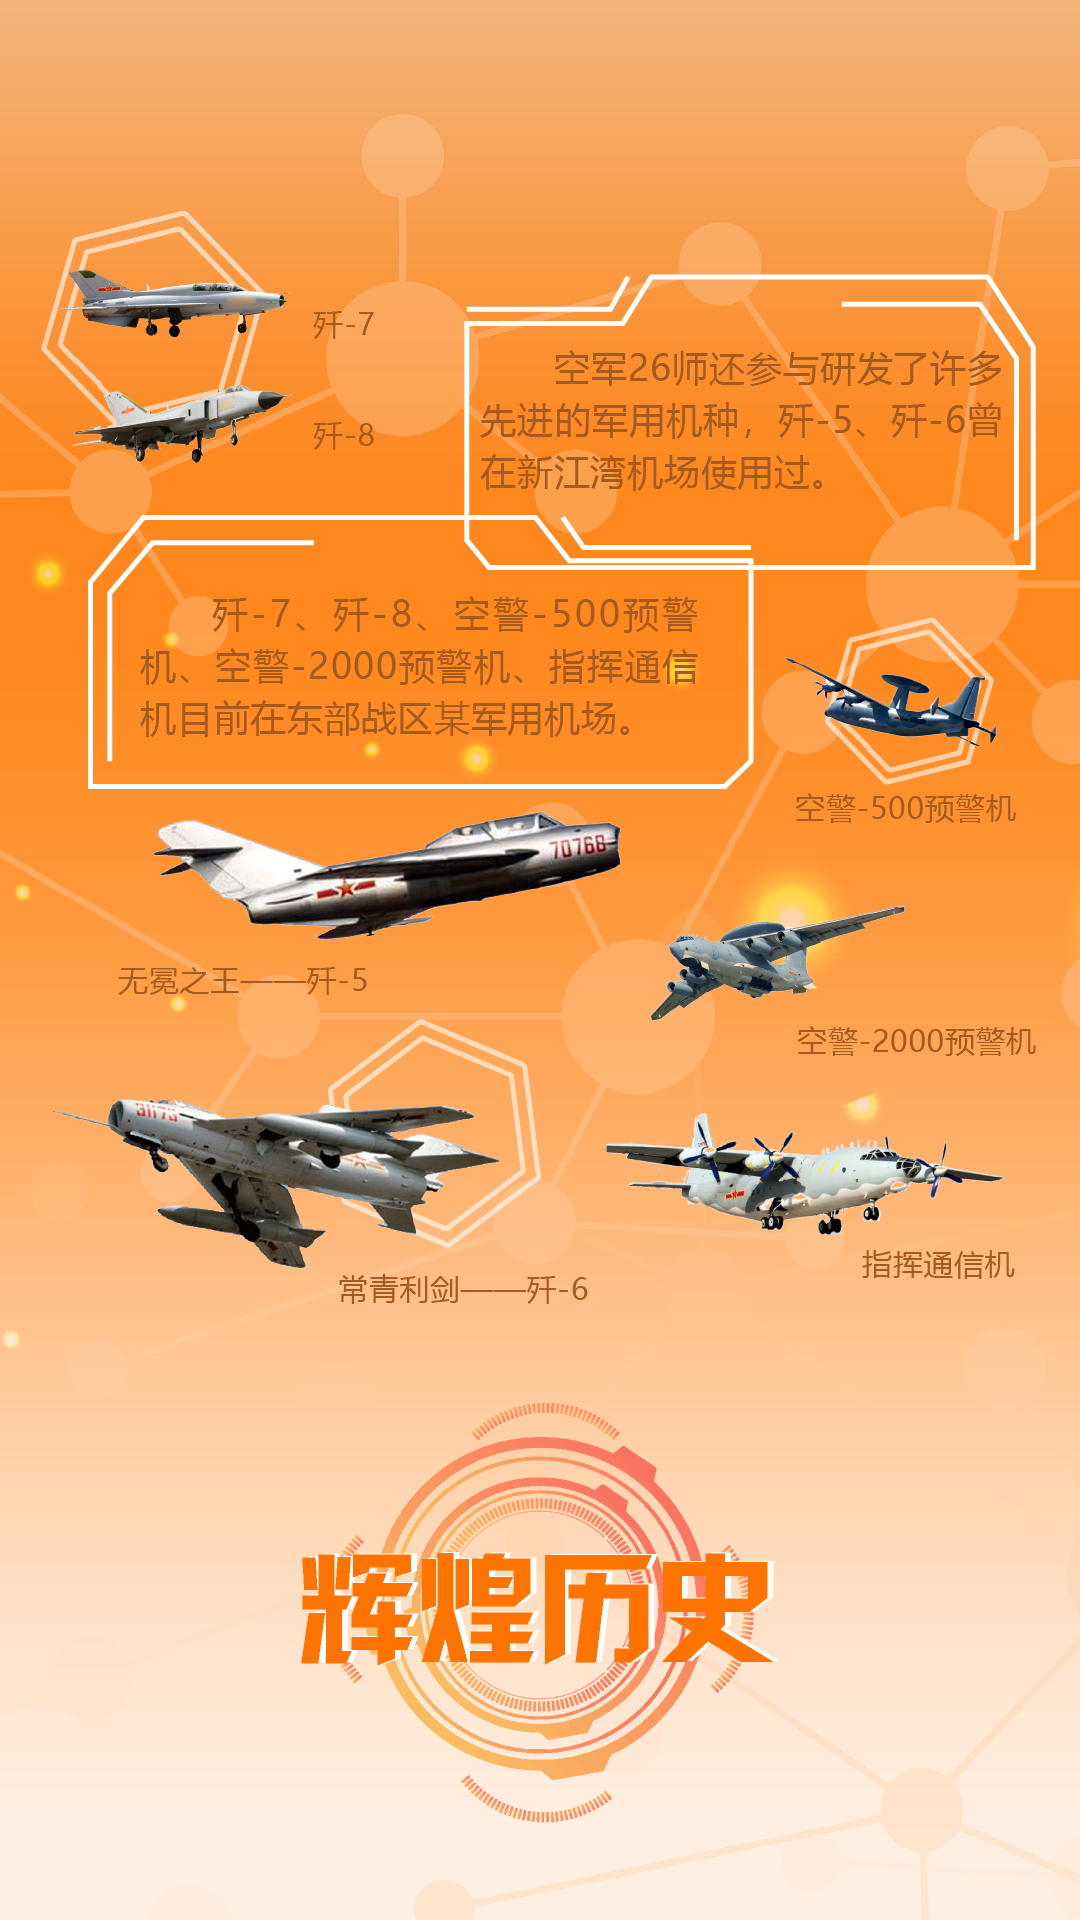 歼-7
歼-8
空军26师还参与研发了许多
先进的军用机种，歼-5、歼-6曾
在新江湾机场使用过。
歼-7、歼-8、空警-500预警
机、空警-2000预警机、指挥通信
机目前在东部战区某军用机场。
空警-500预警机
70768
无冕之王——歼-5
空警-2000预警机
51173
常青利剑——歼-6
指挥通信机
辉煌历史